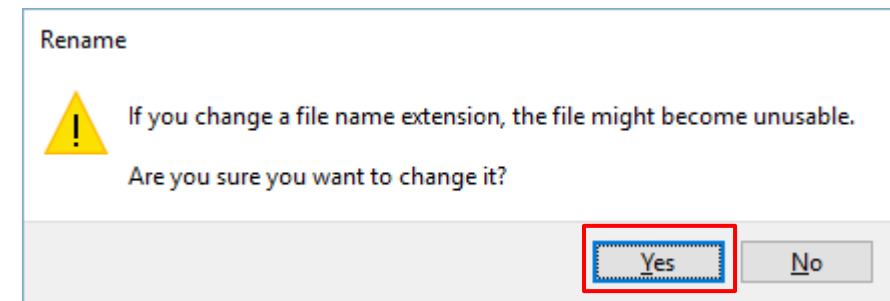 Rename
If you change a file name extension, the file might become unusable.
Are you sure you want to change it?
Yes No